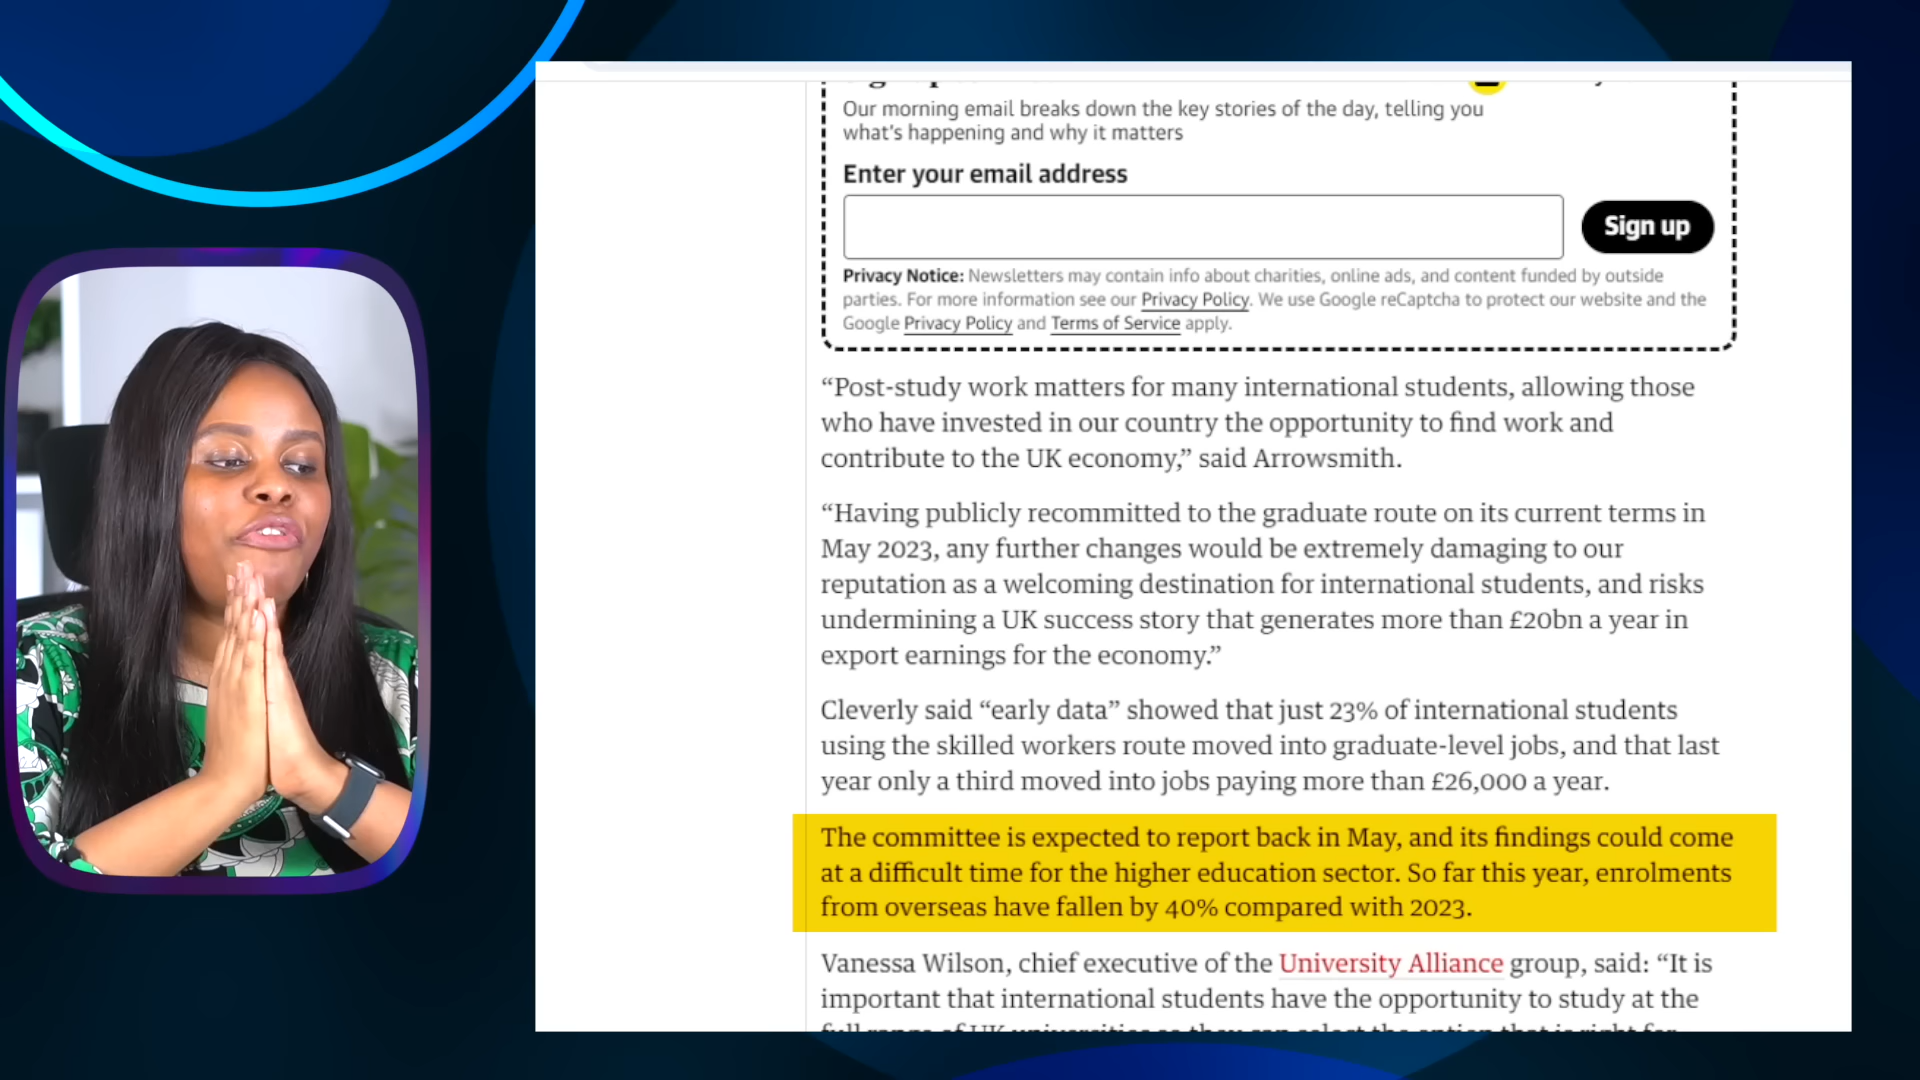 Our morning email breaks down the key stories of the day, telling you
what's happening and why it matters
Enter your email address
Sign up
Privacy Notice: Newsletters may contain info about charities, online ads, and content funded by outside
parties. For more information see our Privacy Policy. We use Google reCaptcha to protect our website and the
Google Privacy Policy and Terms of Service apply.
“Post-study work matters for many international students, allowing those
who have invested in our country the opportunity to find work and
contribute to the UK economy,” said Arrowsmith.
“Having publicly recommitted to the graduate route on its current terms in
May 2023, any further changes would be extremely damaging to our
reputation as a welcoming destination for international students, and risks
undermining a UK success story that generates more than £20bn a year in
export earnings for the economy.”
Cleverly said “early data” showed that just 23% of international students
using the skilled workers route moved into graduate-level jobs, and that last
year only a third moved into jobs paying more than £26,000 a year.
The committee is expected to report back in May, and its findings could come
at a difficult time for the higher education sector. So far this year, enrolments
from overseas have fallen by 40% compared with 2023.
Vanessa Wilson, chief executive of the University Alliance group, said: “It is
important that international students have the opportunity to study at the